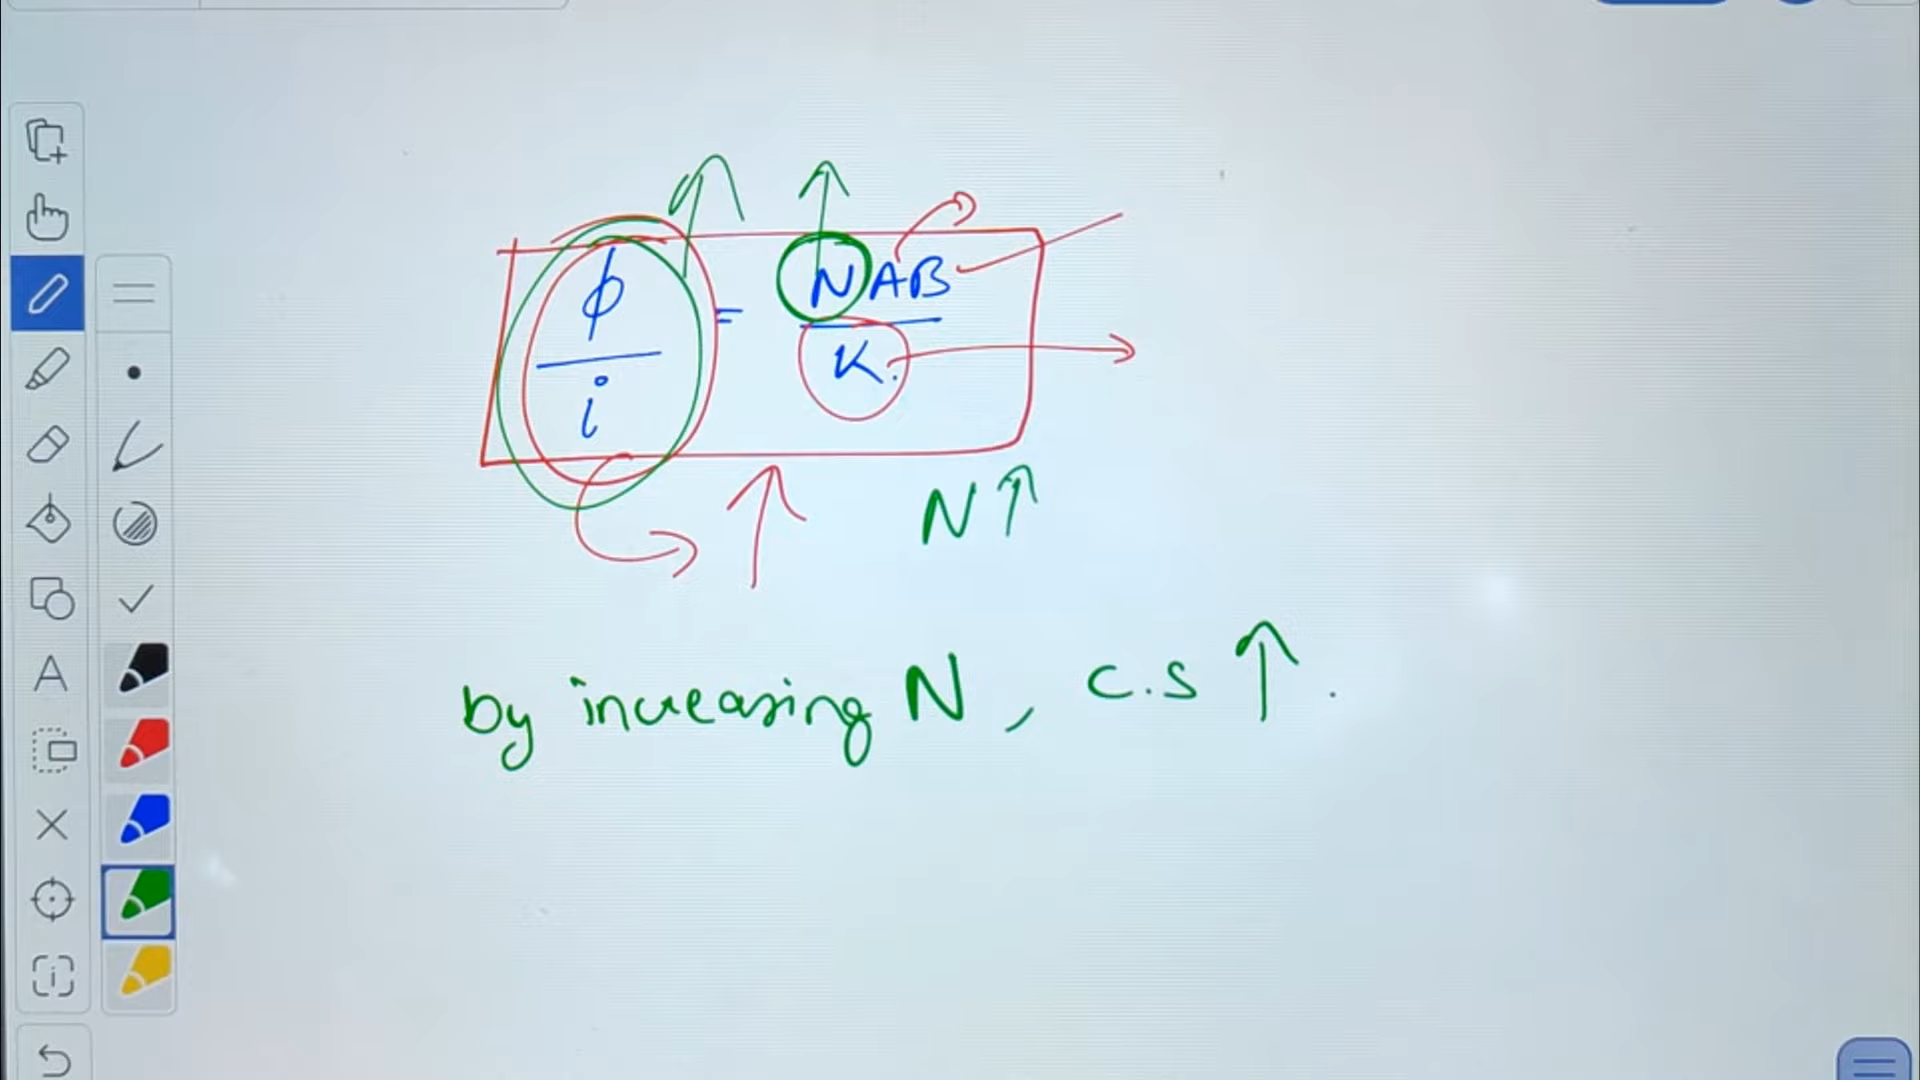 ϕ/i = NAB/K.
N↑
by increasing N, C.S ↑.